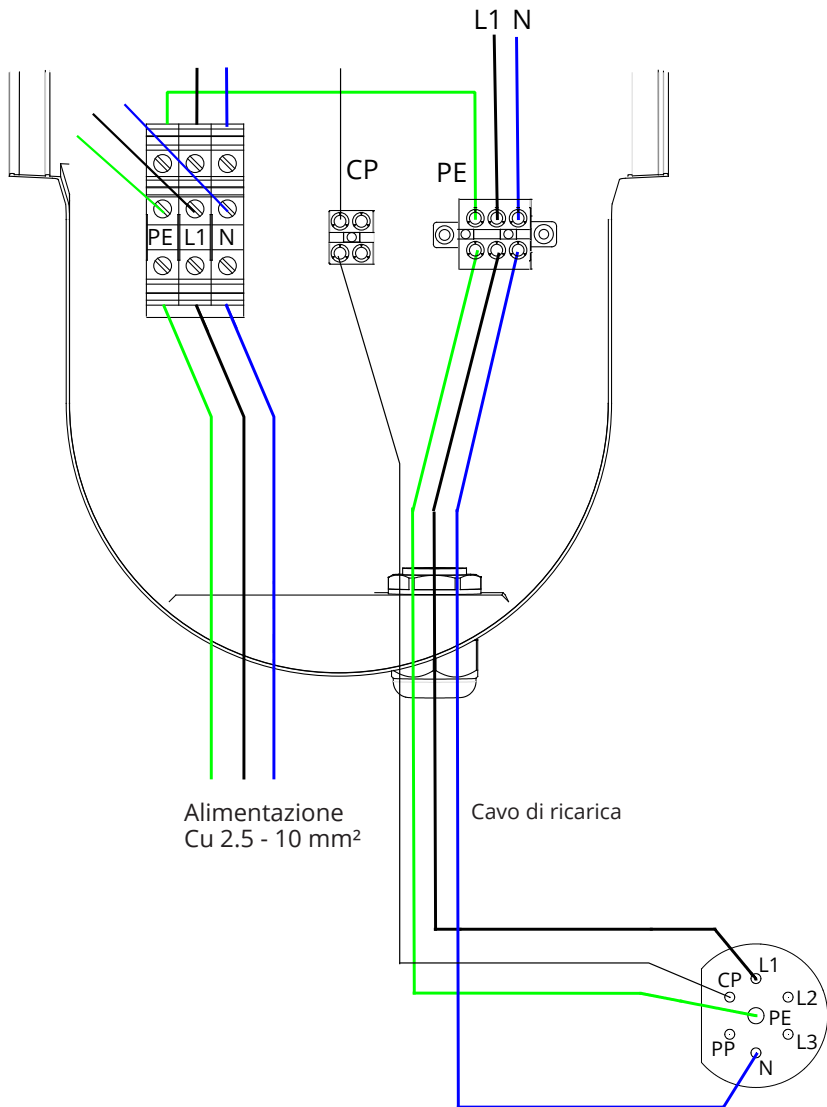 L1 N
CP
PE
PE L1 N
Alimentazione
Cu 2.5 - 10 mm²
Cavo di ricarica
L1
CP
L2
PE
PP
L3
N